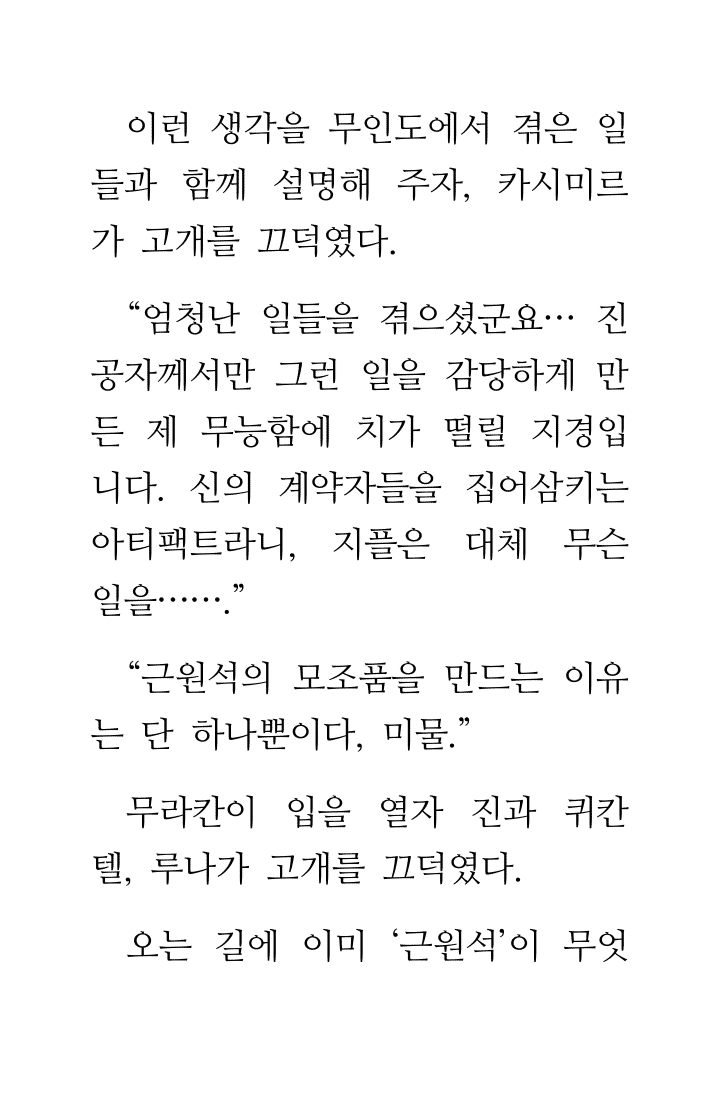 이런 생각을 무인도에서 겪은 일
들과 함께 설명해 주자, 카시미르
가 고개를 끄덕였다.
“엄청난 일들을 겪으셨군요… 진
공자께서만 그런 일을 감당하게 만
든 제 무능함에 치가 떨릴 지경입
니다. 신의 계약자들을 집어삼키는
아티팩트라니, 지플은 대체 무슨
일을…….”
“근원석의 모조품을 만드는 이유
는 단 하나뿐이다, 미물.”
무라칸이 입을 열자 진과 퀴칸
텔, 루나가 고개를 끄덕였다.
오는 길에 이미 ‘근원석’이 무엇